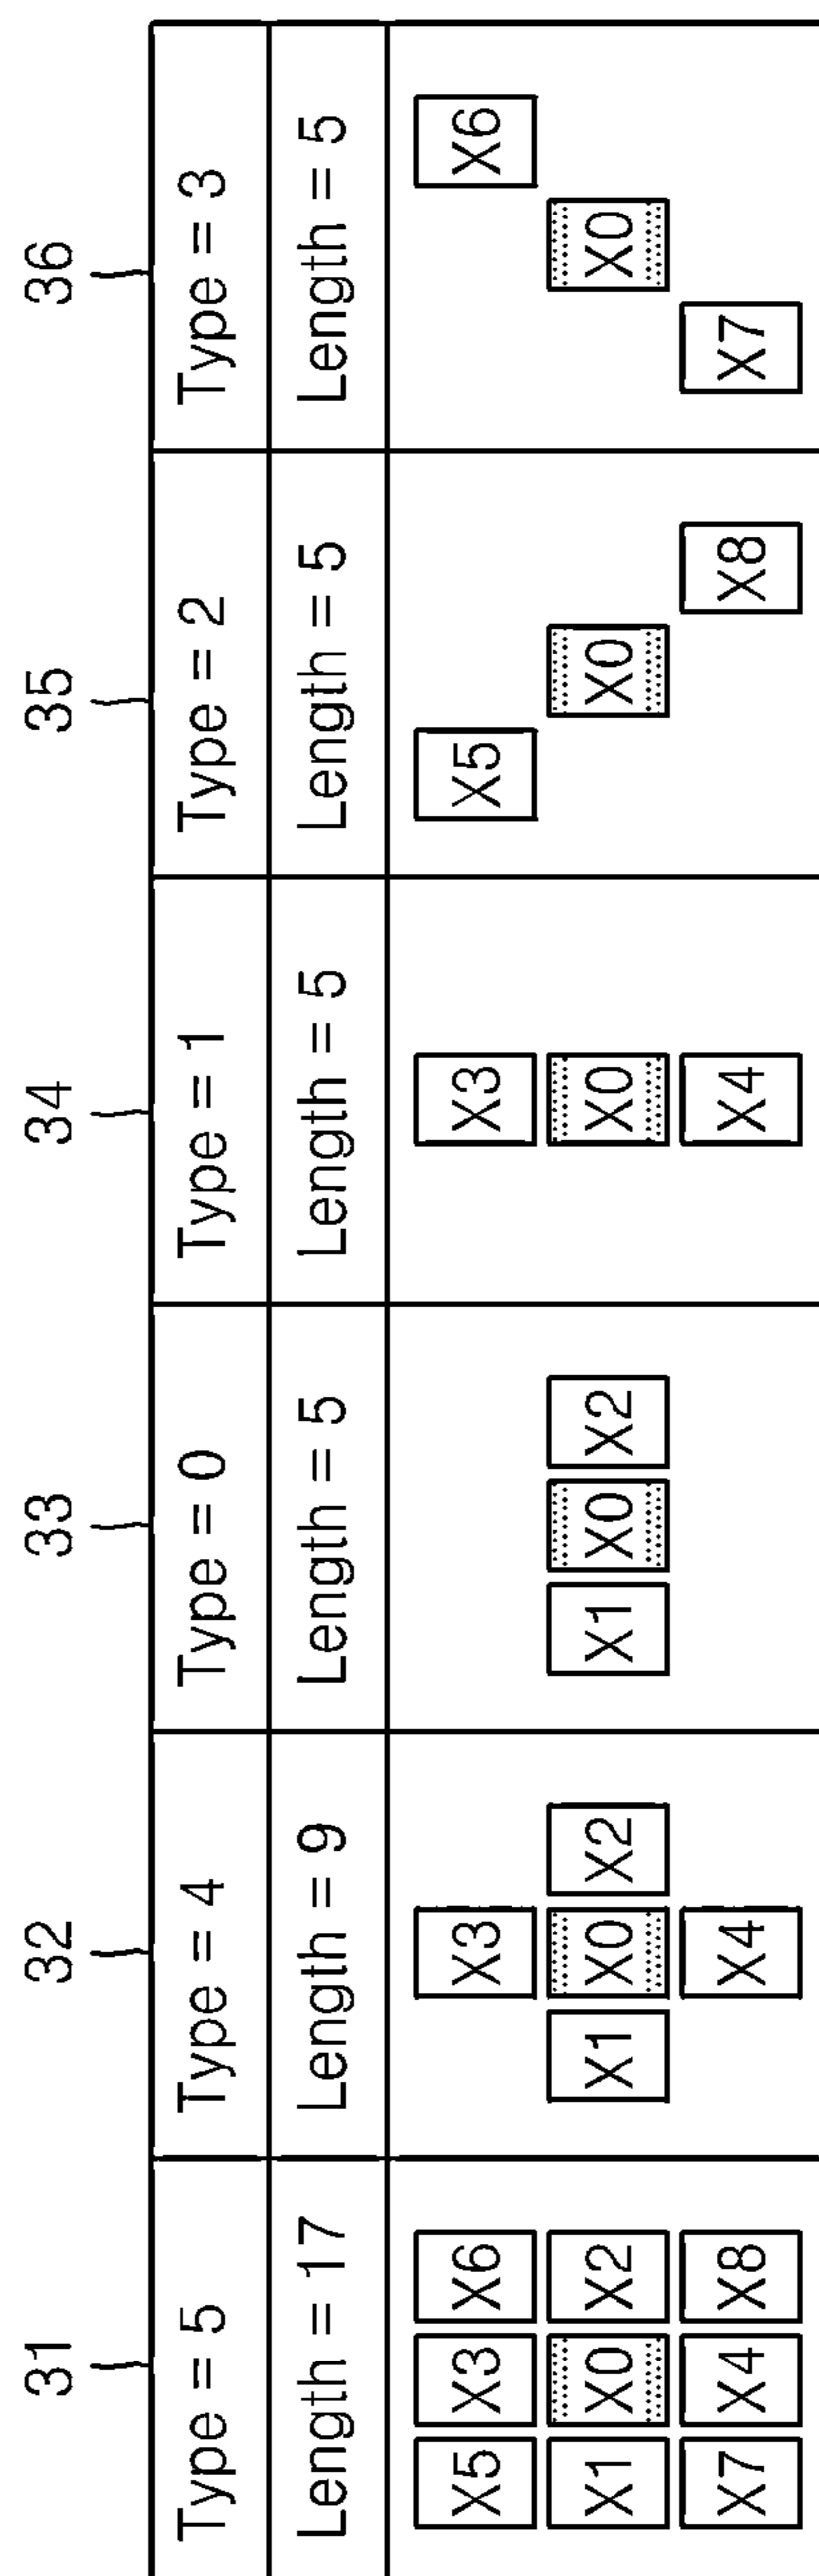 31 32 33 34 35 36
Type = 5 Type = 4 Type = 0 Type = 1 Type = 2 Type = 3
Length = 17 Length = 9 Length = 5 Length = 5 Length = 5 Length = 5
X5 X3 X6 X3 X3 X5 X6
X1 X0 X2 X1 X0 X2 X1 X0 X2 X0 X0 X0
X7 X4 X8 X4 X4 X8 X7